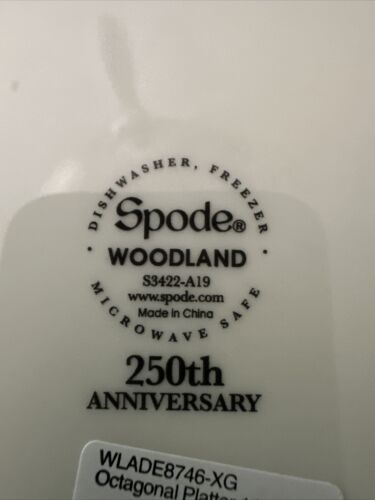 · DISHWASHER, FREEZER ·
Spode®
WOODLAND
S3422-A19
www.spode.com
Made in China
MICROWAVE SAFE
250th
ANNIVERSARY
WLADE8746-XG
Octagonal Platter